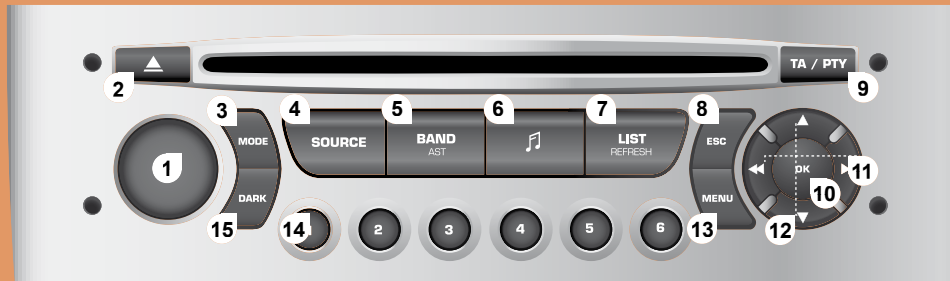 TA / PTY
2
9
3
4
5
6
7
8
MODE
SOURCE
BAND
AST
LIST
REFRESH
ESC
1
OK
11
DARK
MENU
10
15
14
2
3
4
5
6
13
12